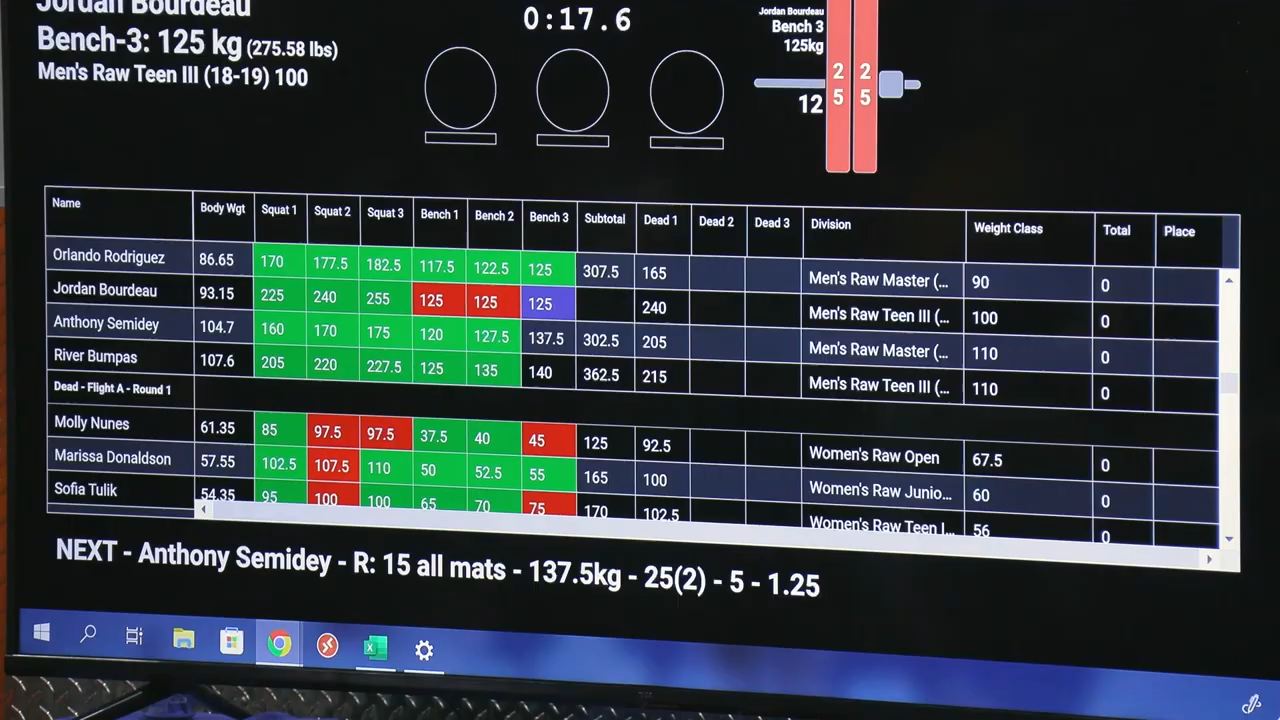 Jordan Bourdeau
Bench-3: 125 kg (275.58 lbs)
Men's Raw Teen III (18-19) 100
0:17.6
Jordan Bourdeau
Bench 3
125kg
12
25 25
Name Body Wgt Squat 1 Squat 2 Squat 3 Bench 1 Bench 2 Bench 3 Subtotal Dead 1 Dead 2 Dead 3 Division Weight Class Total Place
Orlando Rodriguez 86.65 170 177.5 182.5 117.5 122.5 125 307.5 165 Men's Raw Master (... 90 0
Jordan Bourdeau 93.15 225 240 255 125 125 125 240 Men's Raw Teen III (... 100 0
Anthony Semidey 104.7 160 170 175 120 127.5 137.5 302.5 205 Men's Raw Master (... 110 0
River Bumpas 107.6 205 220 227.5 125 135 140 362.5 215 Men's Raw Teen III (... 110 0
Dead - Flight A - Round 1
Molly Nunes 61.35 85 97.5 97.5 37.5 40 45 125 92.5 Women's Raw Open 67.5 0
Marissa Donaldson 57.55 102.5 107.5 110 50 52.5 55 165 100 Women's Raw Junio... 60 0
Sofia Tulik 54.35 95 100 100 65 70 75 170 102.5 Women's Raw Teen I... 56 0
NEXT - Anthony Semidey - R: 15 all mats - 137.5kg - 25(2) - 5 - 1.25